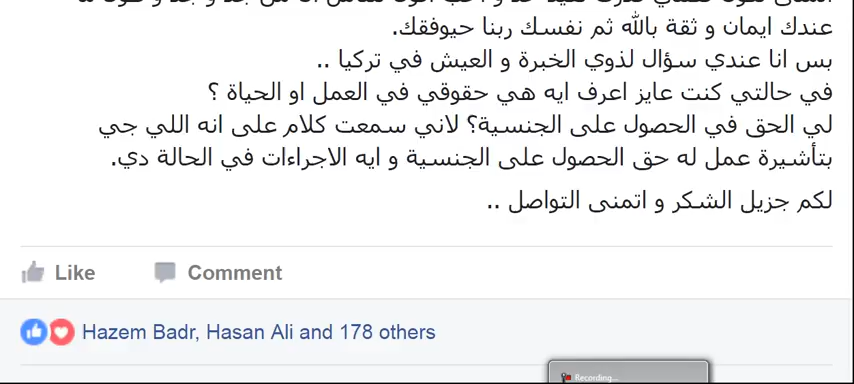 عندك ايمان و ثقة بالله ثم نفسك ربنا حيوفقك.
بس انا عندي سؤال لذوي الخبرة و العيش في تركيا ..
في حالتي كنت عايز اعرف ايه هي حقوقي في العمل او الحياة ؟
لي الحق في الحصول على الجنسية؟ لاني سمعت كلام على انه اللي جي
بتأشيرة عمل له حق الحصول على الجنسية و ايه الاجراءات في الحالة دي.
لكم جزيل الشكر و اتمنى التواصل ..
Like Comment
Hazem Badr, Hasan Ali and 178 others
Recording...